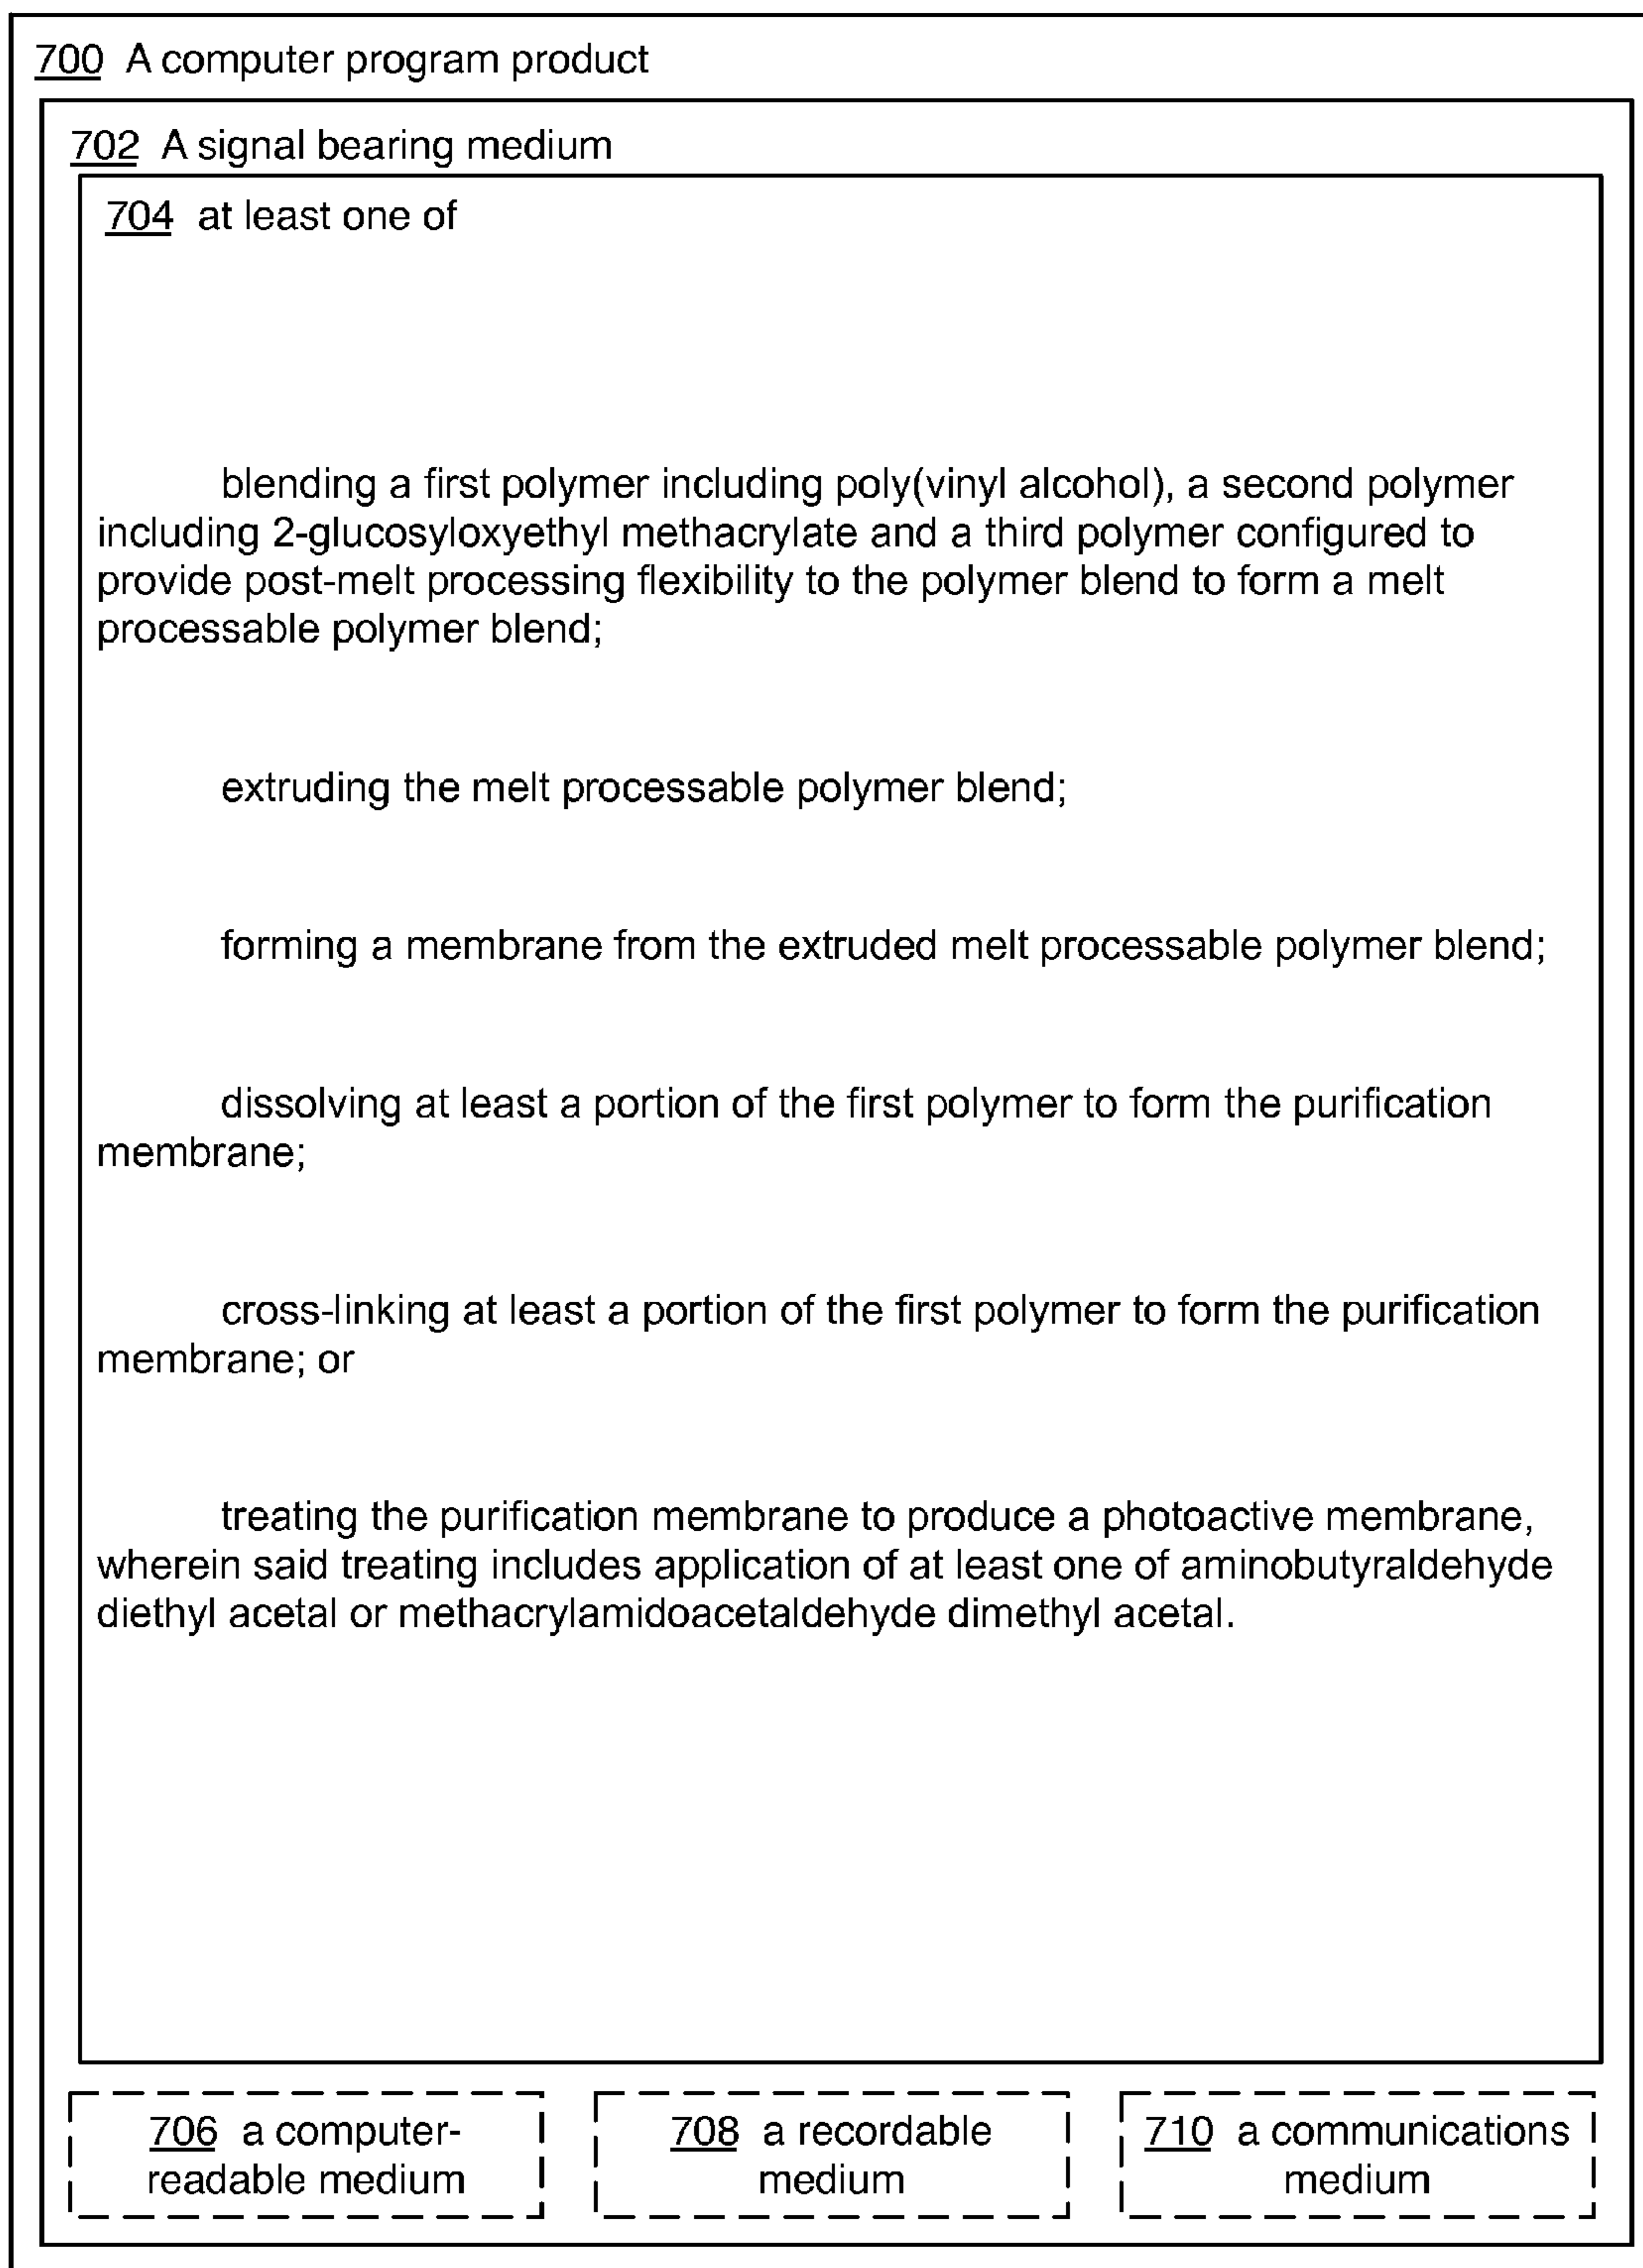 700 A computer program product
702 A signal bearing medium
704 at least one of
blending a first polymer including poly(vinyl alcohol), a second polymer
including 2-glucosyloxyethyl methacrylate and a third polymer configured to
provide post-melt processing flexibility to the polymer blend to form a melt
processable polymer blend;
extruding the melt processable polymer blend;
forming a membrane from the extruded melt processable polymer blend;
dissolving at least a portion of the first polymer to form the purification
membrane;
cross-linking at least a portion of the first polymer to form the purification
membrane; or
treating the purification membrane to produce a photoactive membrane,
wherein said treating includes application of at least one of aminobutyraldehyde
diethyl acetal or methacrylamidoacetaldehyde dimethyl acetal.
706 a computer-
readable medium
708 a recordable
medium
710 a communications
medium